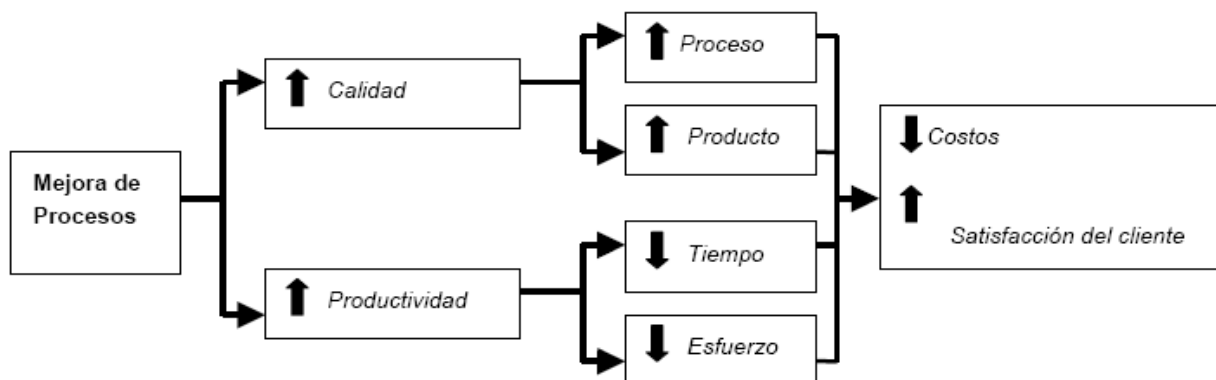 Mejora de
Procesos
Calidad
Productividad
Proceso
Producto
Tiempo
Esfuerzo
Costos
Satisfacción del cliente